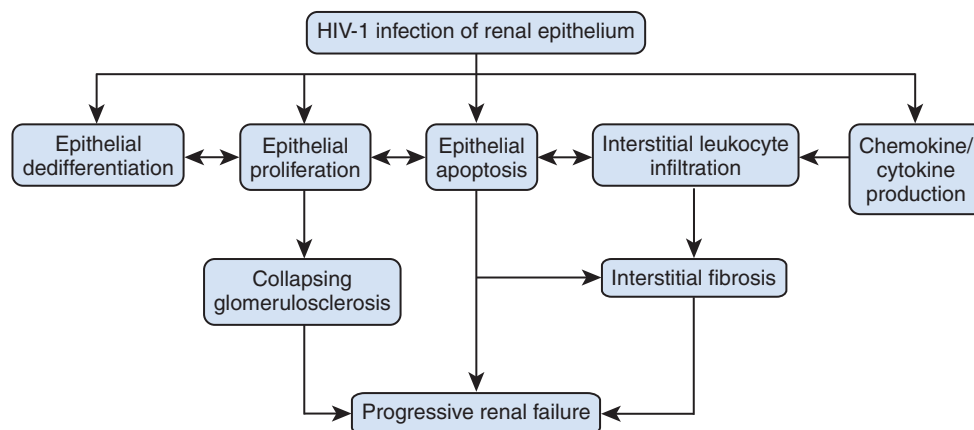 HIV-1 infection of renal epithelium
Epithelial
dedifferentiation
Epithelial
proliferation
Epithelial
apoptosis
Interstitial leukocyte
infiltration
Chemokine/
cytokine
production
Collapsing
glomerulosclerosis
Interstitial fibrosis
Progressive renal failure